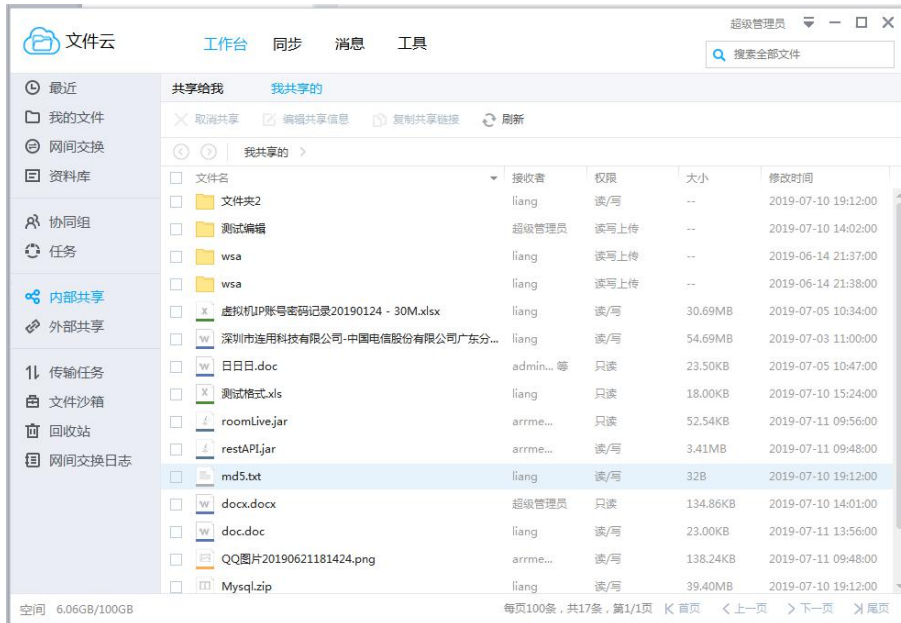 超级管理员
文件云 工作台 同步 消息 工具
搜索全部文件
最近
我的文件
网间交换
资料库
协同组
任务
内部共享
外部共享
传输任务
文件沙箱
回收站
网间交换日志
共享给我 我共享的
取消共享 编辑共享信息 复制共享链接 刷新
我共享的
文件名 接收者 权限 大小 修改时间
文件夹2 liang 读/写 -- 2019-07-10 19:12:00
测试编辑 超级管理员 读写上传 -- 2019-07-10 14:02:00
wsa liang 读写上传 -- 2019-06-14 21:37:00
wsa liang 读写上传 -- 2019-06-14 21:38:00
虚拟机IP账号密码记录20190124 - 30M.xlsx liang 读/写 30.69MB 2019-07-05 10:34:00
深圳市连用科技有限公司-中国电信股份有限公司广东分... liang 读/写 54.69MB 2019-07-03 11:00:00
日日日.doc admin... 等 只读 23.50KB 2019-07-05 10:47:00
测试格式.xls liang 只读 18.00KB 2019-07-10 15:24:00
roomLive.jar arrme... 只读 52.54KB 2019-07-11 09:56:00
restAPI.jar arrme... 读/写 3.41MB 2019-07-11 09:48:00
md5.txt liang 读/写 32B 2019-07-10 19:12:00
docx.docx 超级管理员 只读 134.86KB 2019-07-10 14:01:00
doc.doc liang 读/写 23.00KB 2019-07-11 13:56:00
QQ图片20190621181424.png arrme... 读/写 138.24KB 2019-07-11 09:48:00
Mysql.zip liang 读/写 39.40MB 2019-07-10 19:12:00
空间 6.06GB/100GB
每页100条，共17条，第1/1页 首页 上一页 下一页 尾页